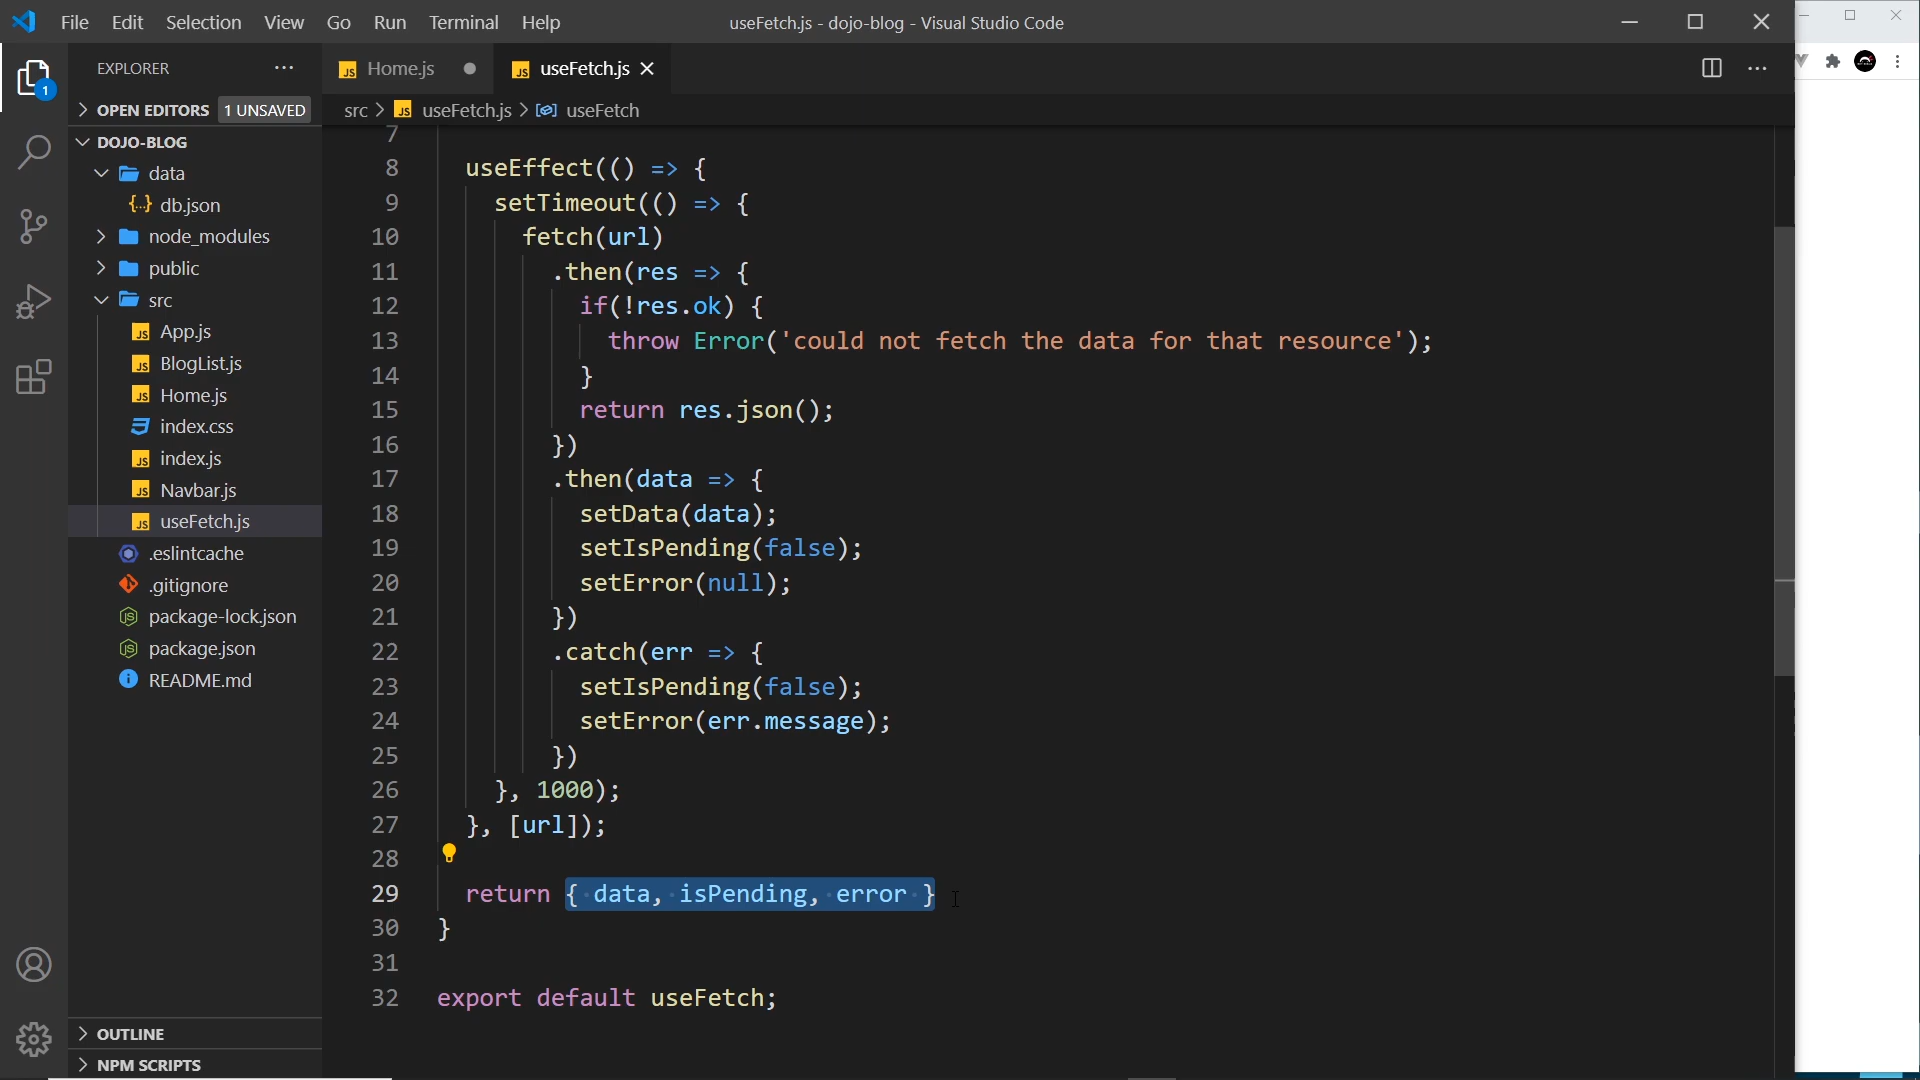 File Edit Selection View Go Run Terminal Help
useFetch.js - dojo-blog - Visual Studio Code
EXPLORER
1
OPEN EDITORS 1 UNSAVED
DOJO-BLOG
data
db.json
node_modules
public
src
App.js
BlogList.js
Home.js
index.css
index.js
Navbar.js
useFetch.js
.eslintcache
.gitignore
package-lock.json
package.json
README.md
OUTLINE
NPM SCRIPTS
Home.js useFetch.js
src > useFetch.js > useFetch
7
8 useEffect(() => {
9 setTimeout(() => {
10 fetch(url)
11 .then(res => {
12 if(!res.ok) {
13 throw Error('could not fetch the data for that resource');
14 }
15 return res.json();
16 })
17 .then(data => {
18 setData(data);
19 setIsPending(false);
20 setError(null);
21 })
22 .catch(err => {
23 setIsPending(false);
24 setError(err.message);
25 })
26 }, 1000);
27 }, [url]);
28
29 return { data, isPending, error }
30 }
31
32 export default useFetch;